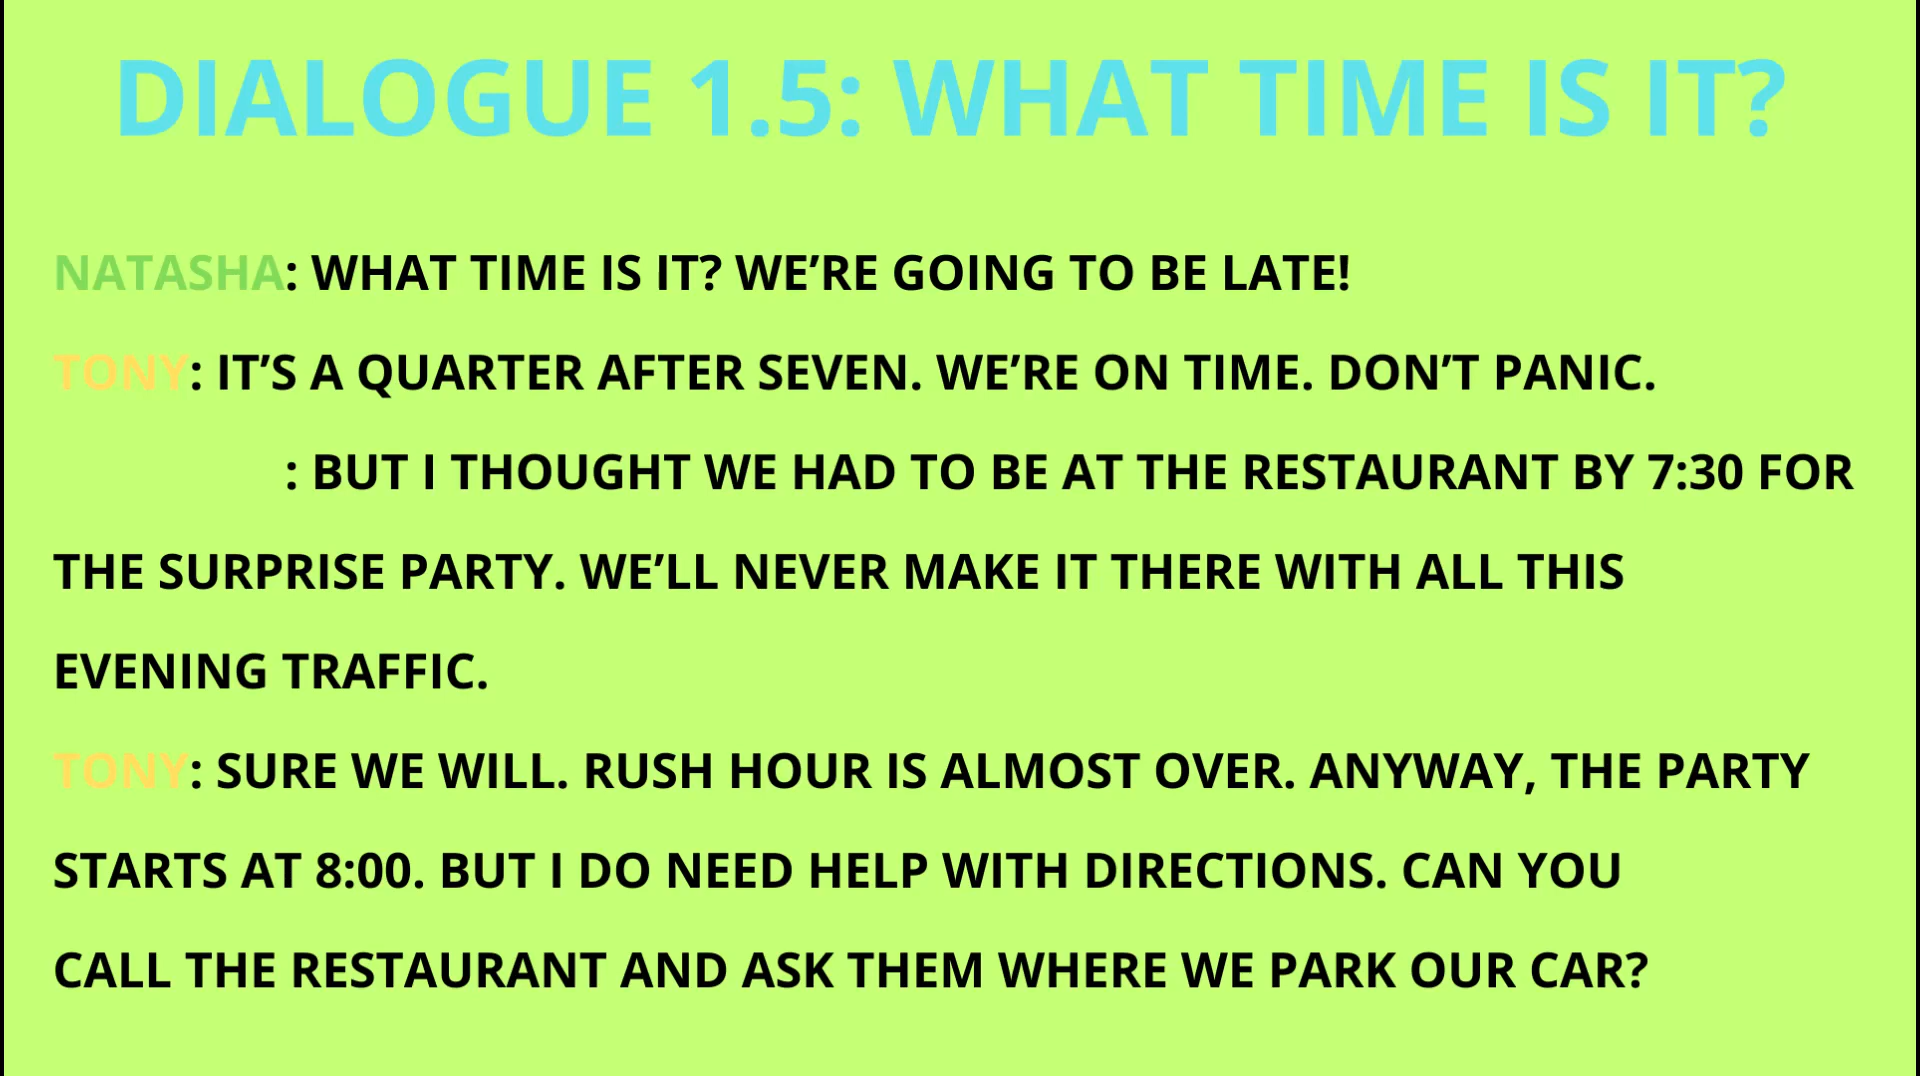 DIALOGUE 1.5: WHAT TIME IS IT?
NATASHA: WHAT TIME IS IT? WE’RE GOING TO BE LATE!
TONY: IT’S A QUARTER AFTER SEVEN. WE’RE ON TIME. DON’T PANIC.
: BUT I THOUGHT WE HAD TO BE AT THE RESTAURANT BY 7:30 FOR
THE SURPRISE PARTY. WE’LL NEVER MAKE IT THERE WITH ALL THIS
EVENING TRAFFIC.
TONY: SURE WE WILL. RUSH HOUR IS ALMOST OVER. ANYWAY, THE PARTY
STARTS AT 8:00. BUT I DO NEED HELP WITH DIRECTIONS. CAN YOU
CALL THE RESTAURANT AND ASK THEM WHERE WE PARK OUR CAR?